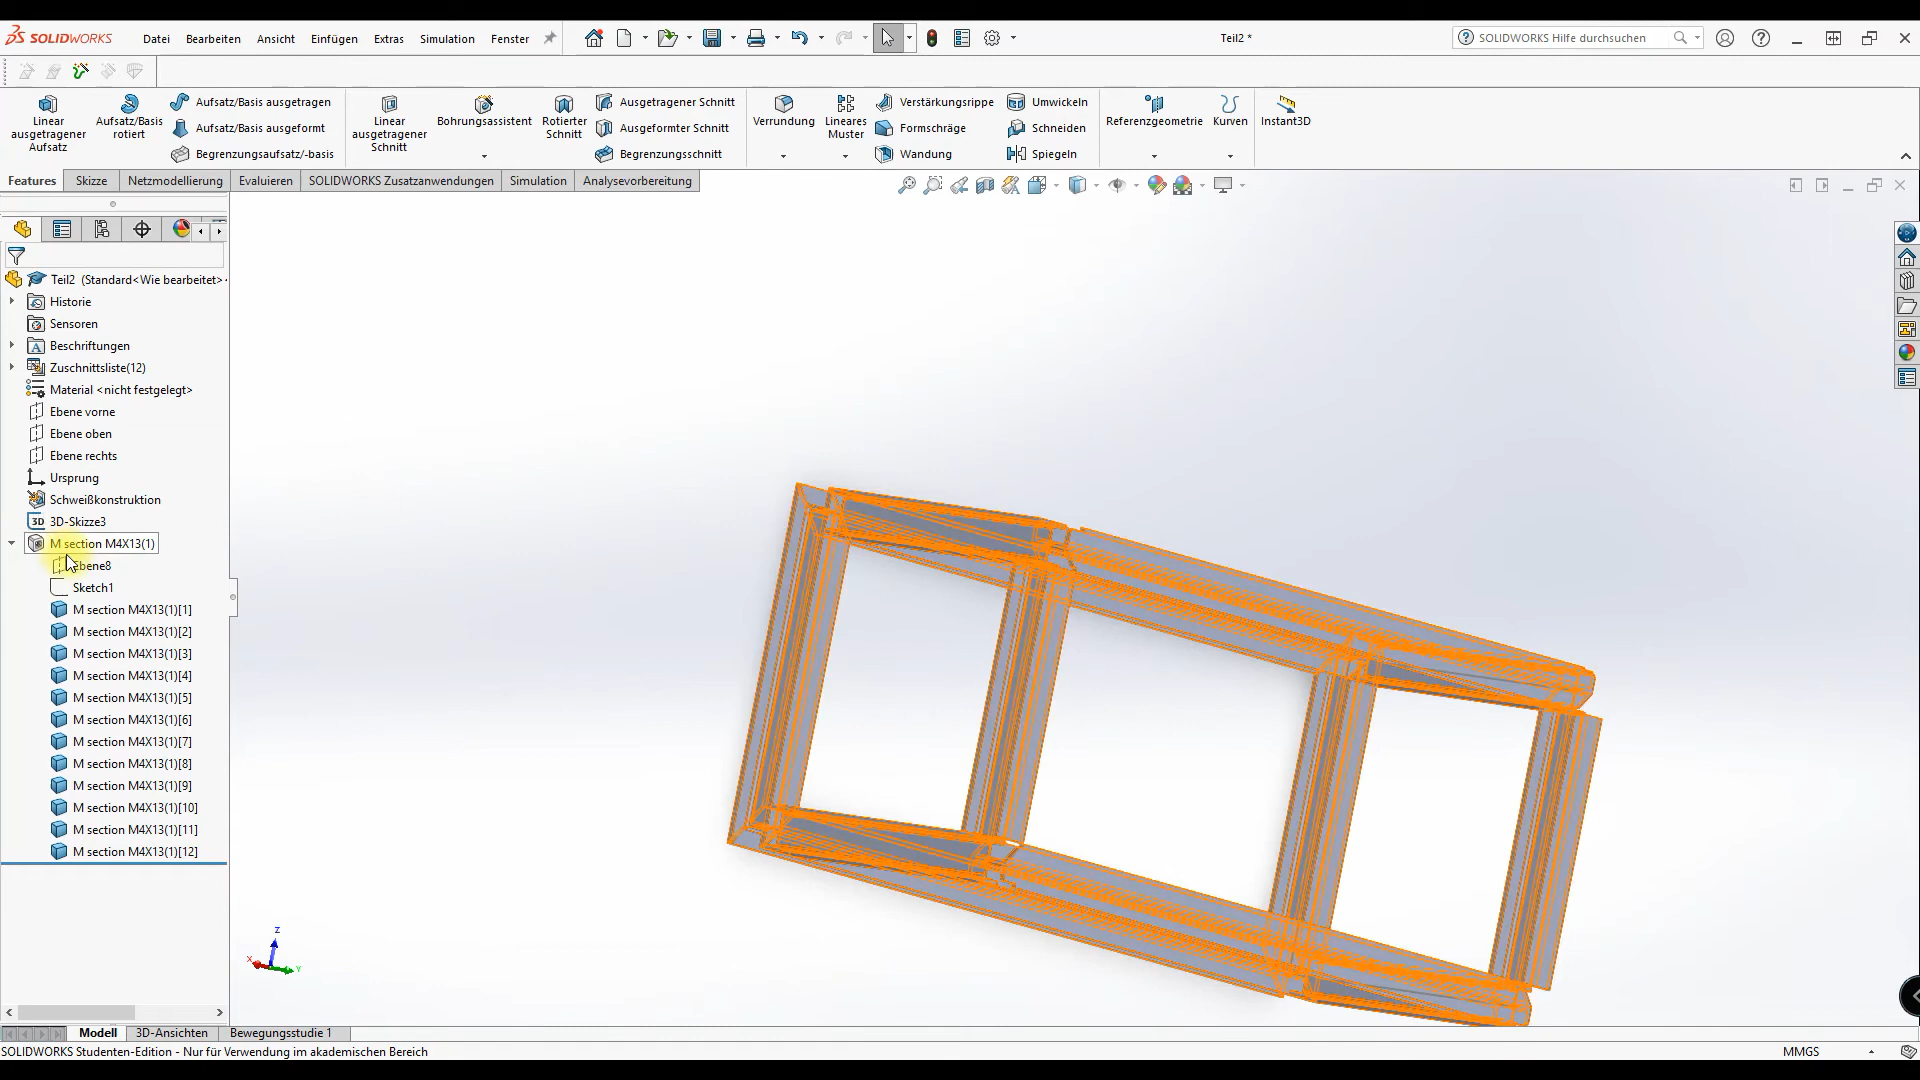 SOLIDWORKS
Datei Bearbeiten Ansicht Einfügen Extras Simulation Fenster
Teil2 *
SOLIDWORKS Hilfe durchsuchen
Linear ausgetragener Aufsatz
Aufsatz/Basis rotiert
Aufsatz/Basis ausgetragen
Aufsatz/Basis ausgeformt
Begrenzungsaufsatz/-basis
Linear ausgetragener Schnitt
Bohrungsassistent
Rotierter Schnitt
Ausgetragener Schnitt
Ausgeformter Schnitt
Begrenzungsschnitt
Verrundung
Lineares Muster
Verstärkungsrippe
Formschräge
Wandung
Umwickeln
Schneiden
Spiegeln
Referenzgeometrie
Kurven
Instant3D
Features Skizze Netzmodellierung Evaluieren SOLIDWORKS Zusatzanwendungen Simulation Analysevorbereitung
Teil2 (Standard<Wie bearbeitet>
Historie
Sensoren
Beschriftungen
Zuschnittsliste(12)
Material <nicht festgelegt>
Ebene vorne
Ebene oben
Ebene rechts
Ursprung
Schweißkonstruktion
3D 3D-Skizze3
M section M4X13(1)
Ebene8
Sketch1
M section M4X13(1)[1]
M section M4X13(1)[2]
M section M4X13(1)[3]
M section M4X13(1)[4]
M section M4X13(1)[5]
M section M4X13(1)[6]
M section M4X13(1)[7]
M section M4X13(1)[8]
M section M4X13(1)[9]
M section M4X13(1)[10]
M section M4X13(1)[11]
M section M4X13(1)[12]
Z
X
Y
Modell 3D-Ansichten Bewegungsstudie 1
SOLIDWORKS Studenten-Edition - Nur für Verwendung im akademischen Bereich
MMGS